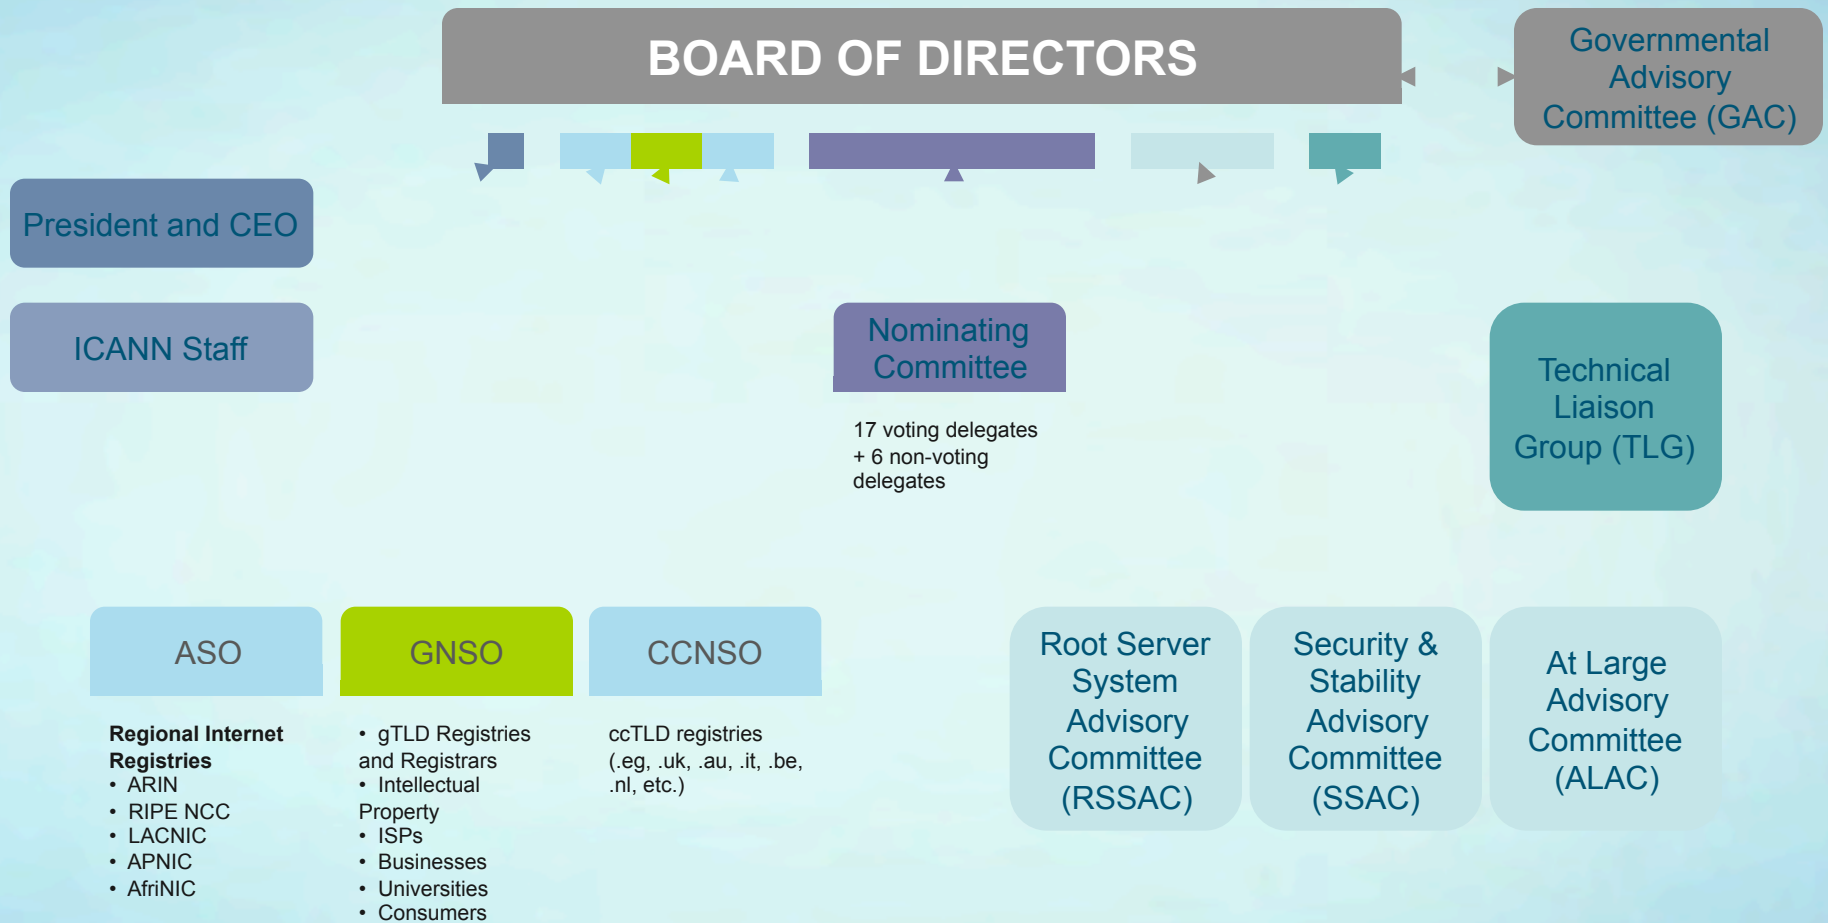 BOARD OF DIRECTORS
Governmental
Advisory
Committee (GAC)
President and CEO
ICANN Staff
Nominating
Committee
17 voting delegates
+ 6 non-voting
delegates
Technical
Liaison
Group (TLG)
ASO
Regional Internet
Registries
• ARIN
• RIPE NCC
• LACNIC
• APNIC
• AfriNIC
GNSO
• gTLD Registries
and Registrars
• Intellectual
Property
• ISPs
• Businesses
• Universities
• Consumers
CCNSO
ccTLD registries
(.eg, .uk, .au, .it, .be,
.nl, etc.)
Root Server
System
Advisory
Committee
(RSSAC)
Security &
Stability
Advisory
Committee
(SSAC)
At Large
Advisory
Committee
(ALAC)